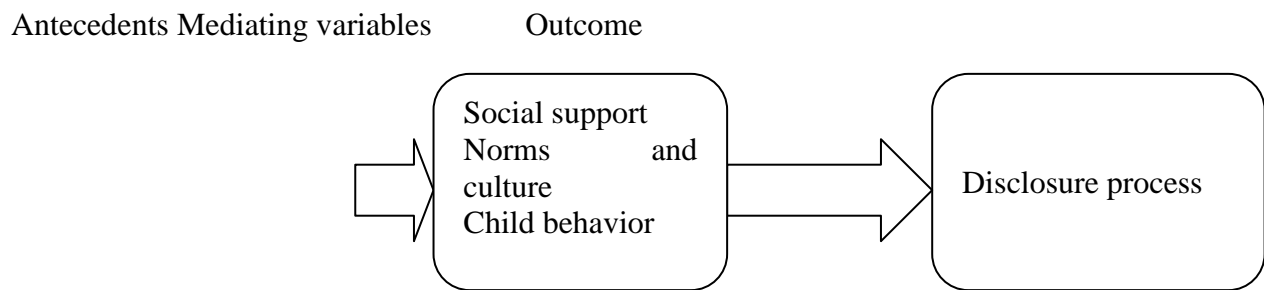 Antecedents Mediating variables Outcome
Social support
Norms and
culture
Child behavior
Disclosure process